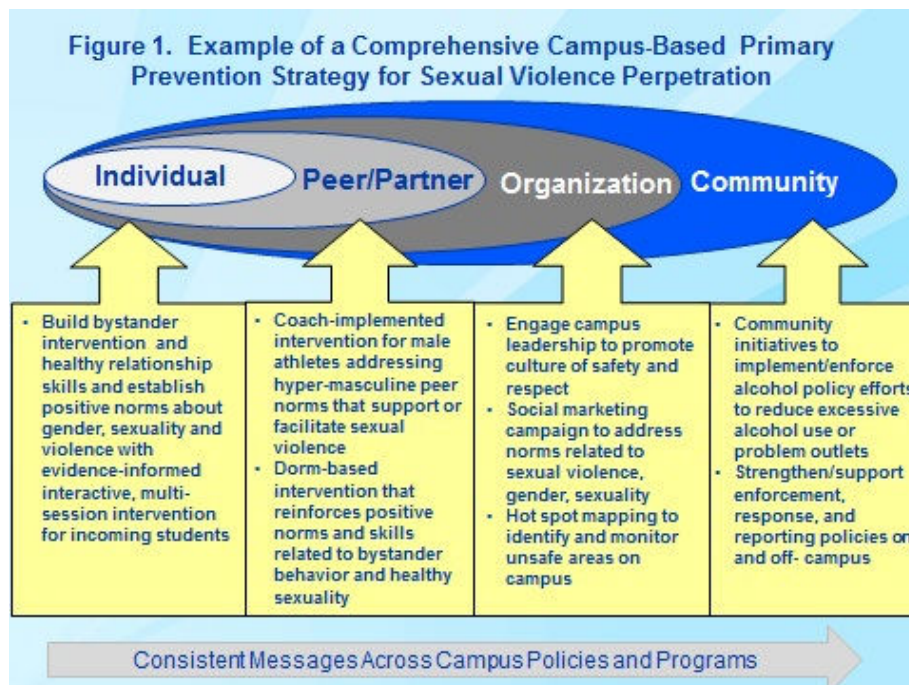 Figure 1. Example of a Comprehensive Campus-Based Primary
Prevention Strategy for Sexual Violence Perpetration
Individual
Peer/Partner
Organization
Community
• Build bystander
intervention and
healthy relationship
skills and establish
positive norms about
gender, sexuality and
violence with
evidence-informed
interactive, multi-
session intervention
for incoming students
• Coach-implemented
intervention for male
athletes addressing
hyper-masculine peer
norms that support or
facilitate sexual
violence
• Dorm-based
intervention that
reinforces positive
norms and skills
related to bystander
behavior and healthy
sexuality
• Engage campus
leadership to promote
culture of safety and
respect
• Social marketing
campaign to address
norms related to
sexual violence,
gender, sexuality
• Hot spot mapping to
identify and monitor
unsafe areas on
campus
• Community
initiatives to
implement/enforce
alcohol policy efforts
to reduce excessive
alcohol use or
problem outlets
• Strengthen/support
enforcement,
response, and
reporting policies on
and off- campus
Consistent Messages Across Campus Policies and Programs